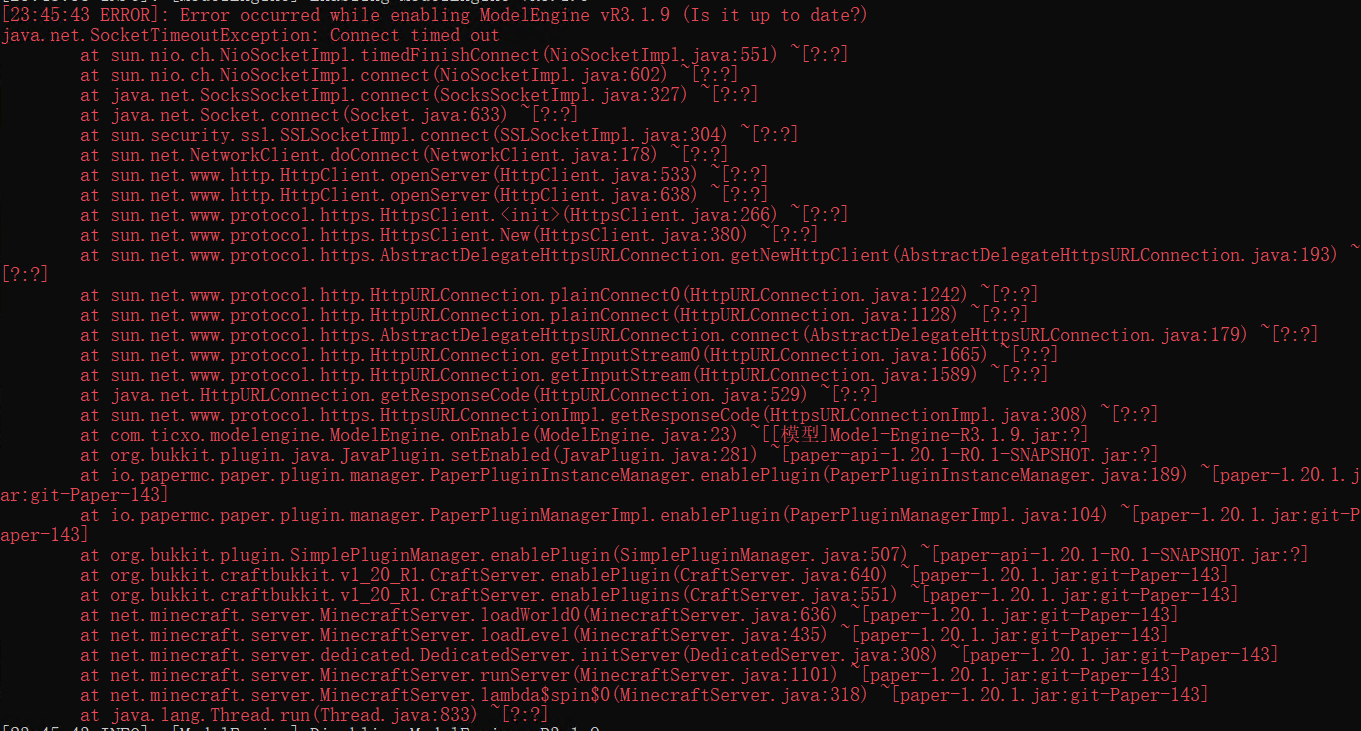 [23:45:43 ERROR]: Error occurred while enabling ModelEngine vR3.1.9 (Is it up to date?)
java.net.SocketTimeoutException: Connect timed out
at sun.nio.ch.NioSocketImpl.timedFinishConnect(NioSocketImpl.java:551) ~[?:?]
at sun.nio.ch.NioSocketImpl.connect(NioSocketImpl.java:602) ~[?:?]
at java.net.SocksSocketImpl.connect(SocksSocketImpl.java:327) ~[?:?]
at java.net.Socket.connect(Socket.java:633) ~[?:?]
at sun.security.ssl.SSLSocketImpl.connect(SSLSocketImpl.java:304) ~[?:?]
at sun.net.NetworkClient.doConnect(NetworkClient.java:178) ~[?:?]
at sun.net.www.http.HttpClient.openServer(HttpClient.java:533) ~[?:?]
at sun.net.www.http.HttpClient.openServer(HttpClient.java:638) ~[?:?]
at sun.net.www.protocol.https.HttpsClient.<init>(HttpsClient.java:266) ~[?:?]
at sun.net.www.protocol.https.HttpsClient.New(HttpsClient.java:380) ~[?:?]
at sun.net.www.protocol.https.AbstractDelegateHttpsURLConnection.getNewHttpClient(AbstractDelegateHttpsURLConnection.java:193) ~
[?:?]
at sun.net.www.protocol.http.HttpURLConnection.plainConnect0(HttpURLConnection.java:1242) ~[?:?]
at sun.net.www.protocol.http.HttpURLConnection.plainConnect(HttpURLConnection.java:1128) ~[?:?]
at sun.net.www.protocol.https.AbstractDelegateHttpsURLConnection.connect(AbstractDelegateHttpsURLConnection.java:179) ~[?:?]
at sun.net.www.protocol.http.HttpURLConnection.getInputStream0(HttpURLConnection.java:1665) ~[?:?]
at sun.net.www.protocol.http.HttpURLConnection.getInputStream(HttpURLConnection.java:1589) ~[?:?]
at java.net.HttpURLConnection.getResponseCode(HttpURLConnection.java:529) ~[?:?]
at sun.net.www.protocol.https.HttpsURLConnectionImpl.getResponseCode(HttpsURLConnectionImpl.java:308) ~[?:?]
at com.ticxo.modelengine.ModelEngine.onEnable(ModelEngine.java:23) ~[[模型]Model-Engine-R3.1.9.jar:?]
at org.bukkit.plugin.java.JavaPlugin.setEnabled(JavaPlugin.java:281) ~[paper-api-1.20.1-R0.1-SNAPSHOT.jar:?]
at io.papermc.paper.plugin.manager.PaperPluginInstanceManager.enablePlugin(PaperPluginInstanceManager.java:189) ~[paper-1.20.1.j
ar:git-Paper-143]
at io.papermc.paper.plugin.manager.PaperPluginManagerImpl.enablePlugin(PaperPluginManagerImpl.java:104) ~[paper-1.20.1.jar:git-P
aper-143]
at org.bukkit.plugin.SimplePluginManager.enablePlugin(SimplePluginManager.java:507) ~[paper-api-1.20.1-R0.1-SNAPSHOT.jar:?]
at org.bukkit.craftbukkit.v1_20_R1.CraftServer.enablePlugin(CraftServer.java:640) ~[paper-1.20.1.jar:git-Paper-143]
at org.bukkit.craftbukkit.v1_20_R1.CraftServer.enablePlugins(CraftServer.java:551) ~[paper-1.20.1.jar:git-Paper-143]
at net.minecraft.server.MinecraftServer.loadWorld0(MinecraftServer.java:636) ~[paper-1.20.1.jar:git-Paper-143]
at net.minecraft.server.MinecraftServer.loadLevel(MinecraftServer.java:435) ~[paper-1.20.1.jar:git-Paper-143]
at net.minecraft.server.dedicated.DedicatedServer.initServer(DedicatedServer.java:308) ~[paper-1.20.1.jar:git-Paper-143]
at net.minecraft.server.MinecraftServer.runServer(MinecraftServer.java:1101) ~[paper-1.20.1.jar:git-Paper-143]
at net.minecraft.server.MinecraftServer.lambda$spin$0(MinecraftServer.java:318) ~[paper-1.20.1.jar:git-Paper-143]
at java.lang.Thread.run(Thread.java:833) ~[?:?]